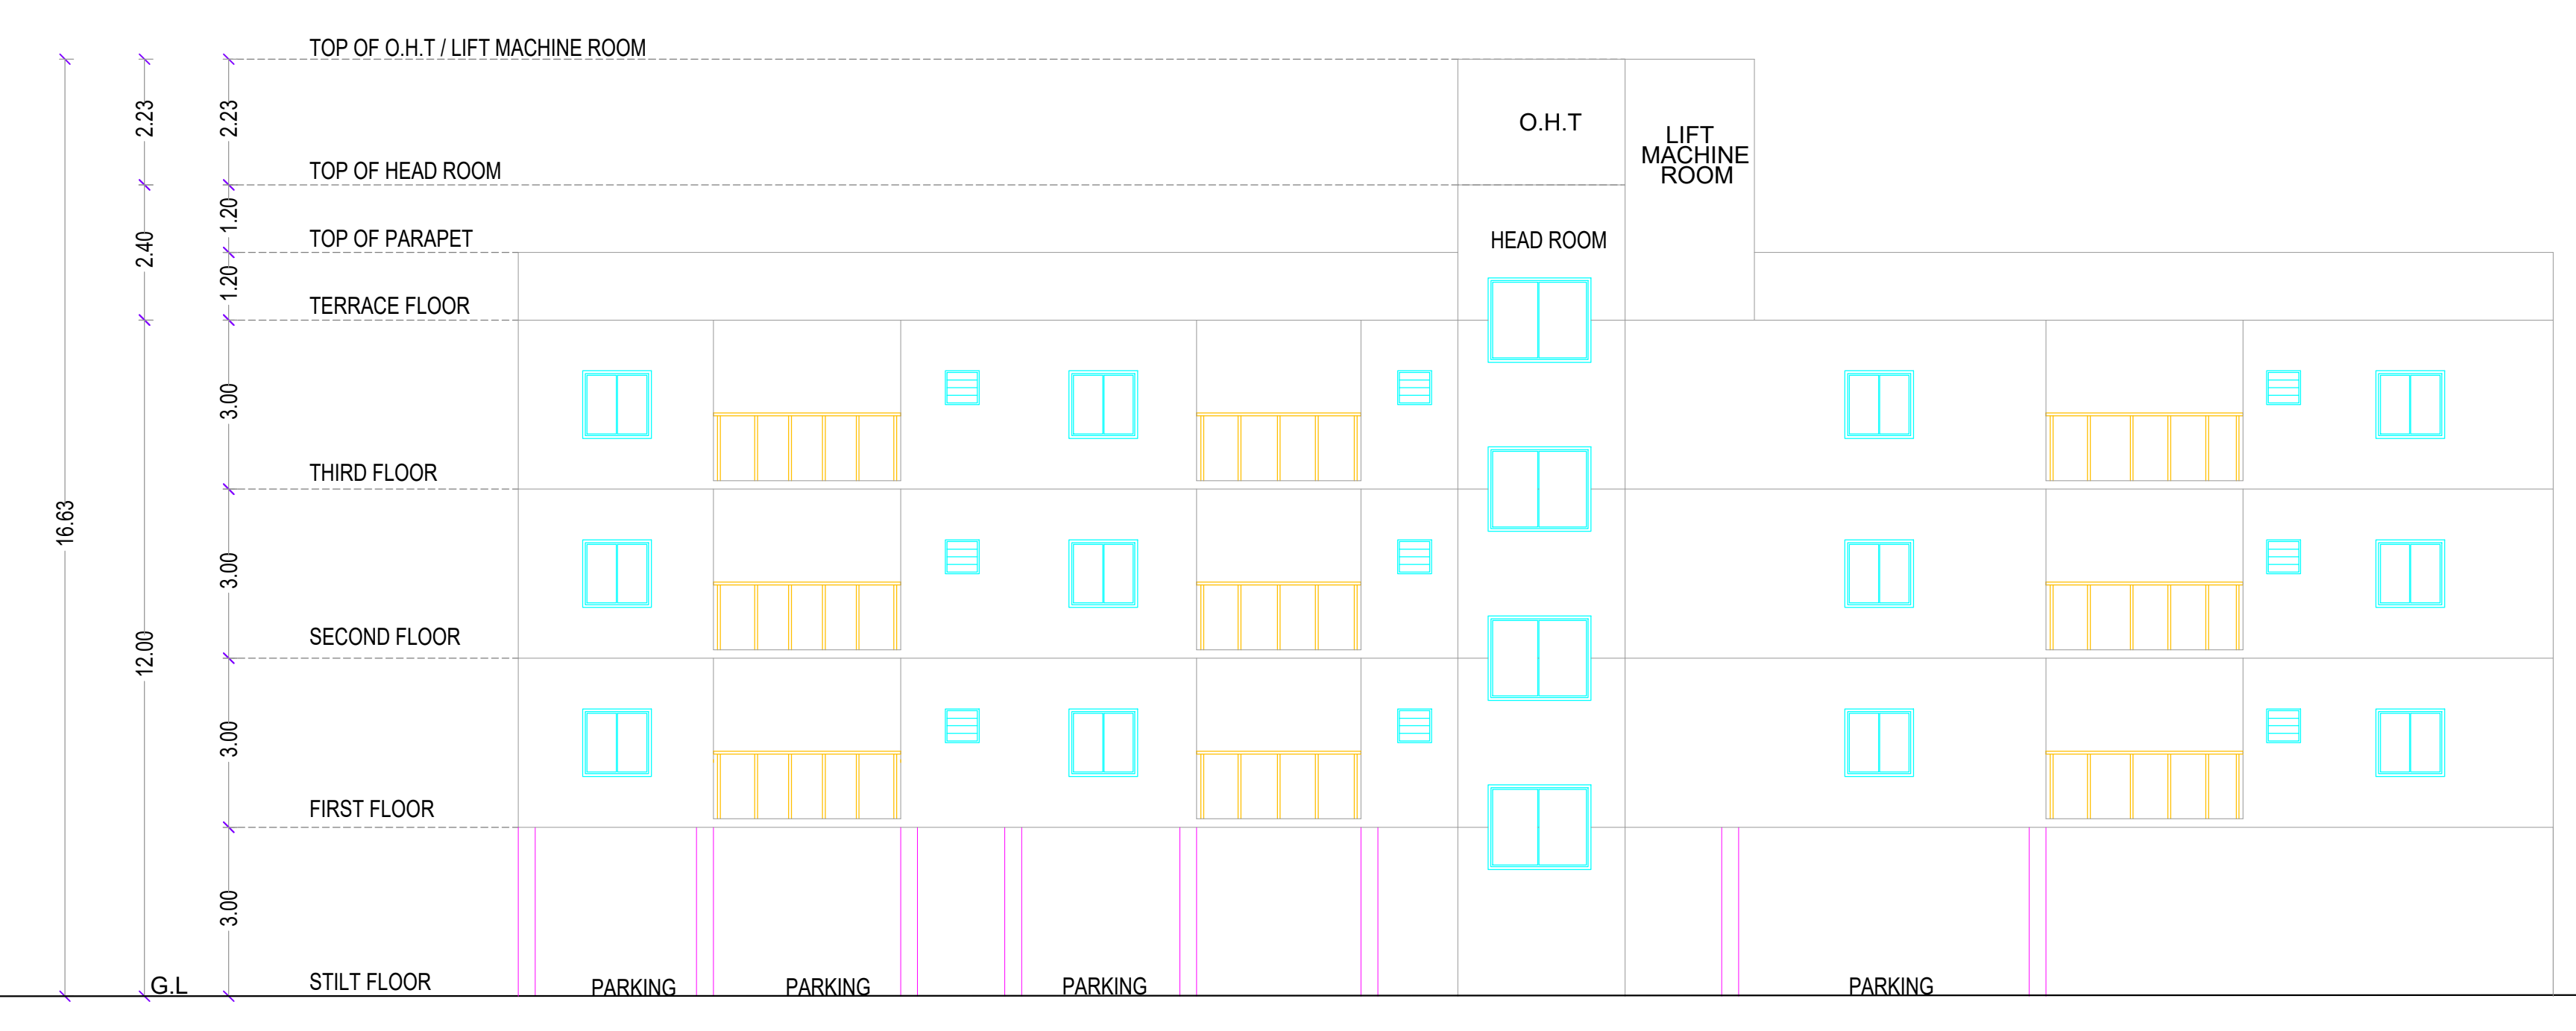 TOP OF O.H.T / LIFT MACHINE ROOM
2.23
2.23
O.H.T
LIFT
MACHINE
ROOM
TOP OF HEAD ROOM
1.20
2.40
TOP OF PARAPET
HEAD ROOM
1.20
TERRACE FLOOR
3.00
THIRD FLOOR
16.63
3.00
SECOND FLOOR
12.00
3.00
FIRST FLOOR
3.00
G.L
STILT FLOOR
PARKING
PARKING
PARKING
PARKING